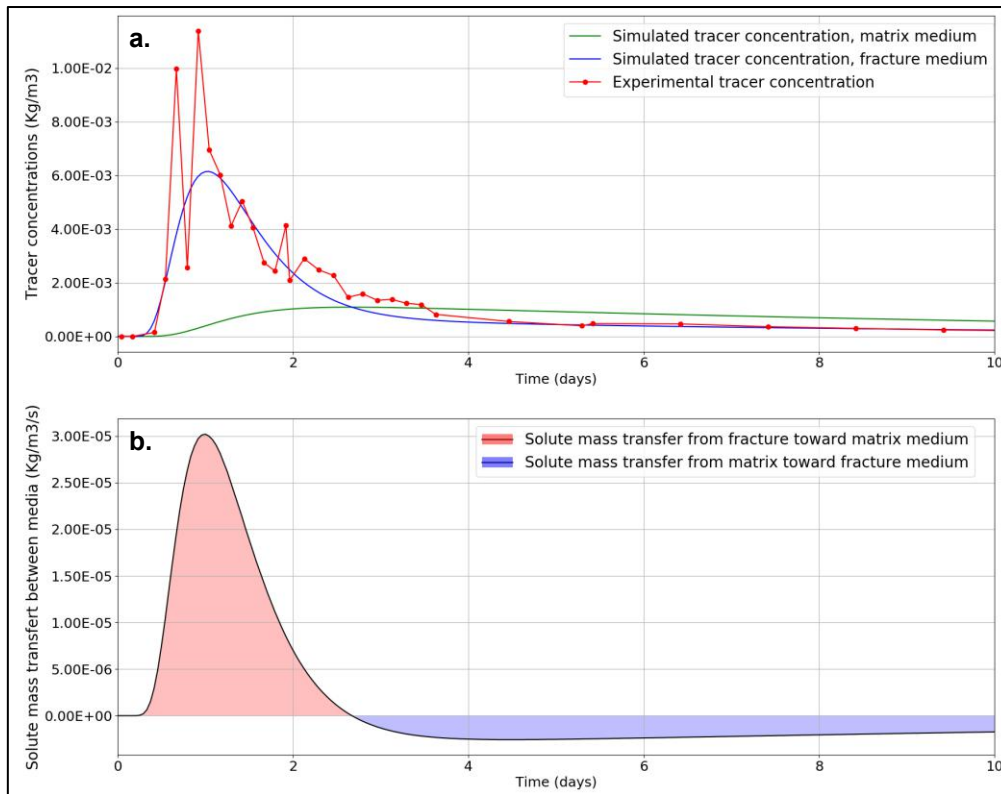 a.
Simulated tracer concentration, matrix medium
Simulated tracer concentration, fracture medium
Experimental tracer concentration
Tracer concentrations (Kg/m3)
1.00E-02
8.00E-03
6.00E-03
4.00E-03
2.00E-03
0.00E+00
0 2 4 6 8 10
Time (days)
b.
Solute mass transfer from fracture toward matrix medium
Solute mass transfer from matrix toward fracture medium
Solute mass transfert between media (Kg/m3/s)
3.00E-05
2.50E-05
2.00E-05
1.50E-05
1.00E-05
5.00E-06
0.00E+00
0 2 4 6 8 10
Time (days)